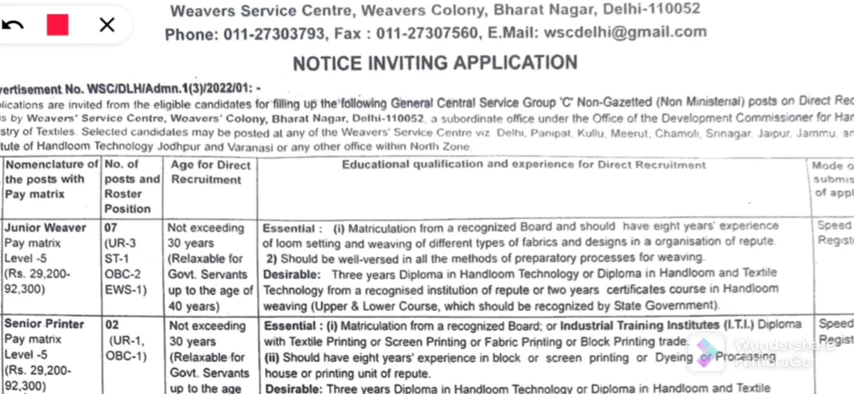 Weavers Service Centre, Weavers Colony, Bharat Nagar, Delhi-110052
Phone: 011-27303793, Fax : 011-27307560, E.Mail: wscdelhi@gmail.com
NOTICE INVITING APPLICATION
vertisement No. WSC/DLH/Admn.1(3)/2022/01: -
lications are invited from the eligible candidates for filling up the following General Central Service Group 'C' Non-Gazetted (Non Ministenal) posts on Direct Rec
s by Weavers' Service Centre, Weavers' Colony, Bharat Nagar, Delhi-110052, a subordinate office under the Office of the Development Commissioner for Har
stry of Textiles. Selected candidates may be posted at any of the Weavers' Service Centre viz. Delhi, Panipat, Kullu, Meerut, Chamoli, Srinagar, Jaipur, Jammu, an
tute of Handloom Technology Jodhpur and Varanasi or any other office within North Zone.
Nomenclature of
the posts with
Pay matrix
No. of
posts and
Roster
Position
Age for Direct
Recruitment
Educational qualification and experience for Direct Recruitment
Mode o
submis
of appl
Junior Weaver
Pay matrix
Level -5
(Rs. 29,200-
92,300)
07
(UR-3
ST-1
OBC-2
EWS-1)
Not exceeding
30 years
(Relaxable for
Govt. Servants
up to the age of
40 years)
Essential : (i) Matriculation from a recognized Board and should have eight years' experience
of loom setting and weaving of different types of fabrics and designs in a organisation of repute.
2) Should be well-versed in all the methods of preparatory processes for weaving.
Desirable: Three years Diploma in Handloom Technology or Diploma in Handloom and Textile
Technology from a recognised institution of repute or two years certificates course in Handloom
weaving (Upper & Lower Course, which should be recognized by State Government).
Speed
Regist
Senior Printer
Pay matrix
Level -5
(Rs. 29,200-
92,300)
02
(UR-1,
OBC-1)
Not exceeding
30 years
(Relaxable for
Govt. Servants
up to the age
Essential : (i) Matriculation from a recognized Board; or Industrial Training Institutes (I.T.I.) Diploma
with Textile Printing or Screen Printing or Fabric Printing or Block Printing trade.
(ii) Should have eight years' experience in block or screen printing or Dyeing or Processing
house or printing unit of repute.
Desirable: Three years Diploma in Handloom Technology or Diploma in Handloom and Textile
Speed
Regist
Wondershare
FilmoraGo